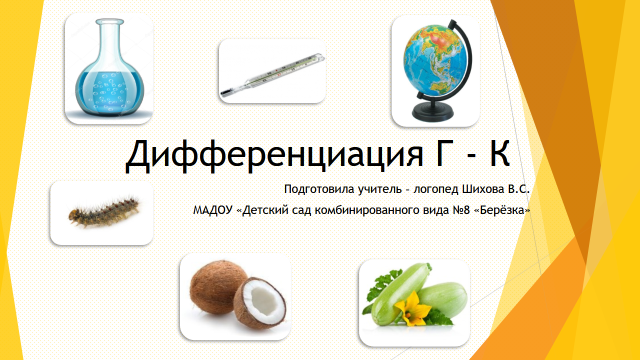 Дифференциация Г - К
Подготовила учитель – логопед Шихова В.С.
МАДОУ «Детский сад комбинированного вида №8 «Берёзка»